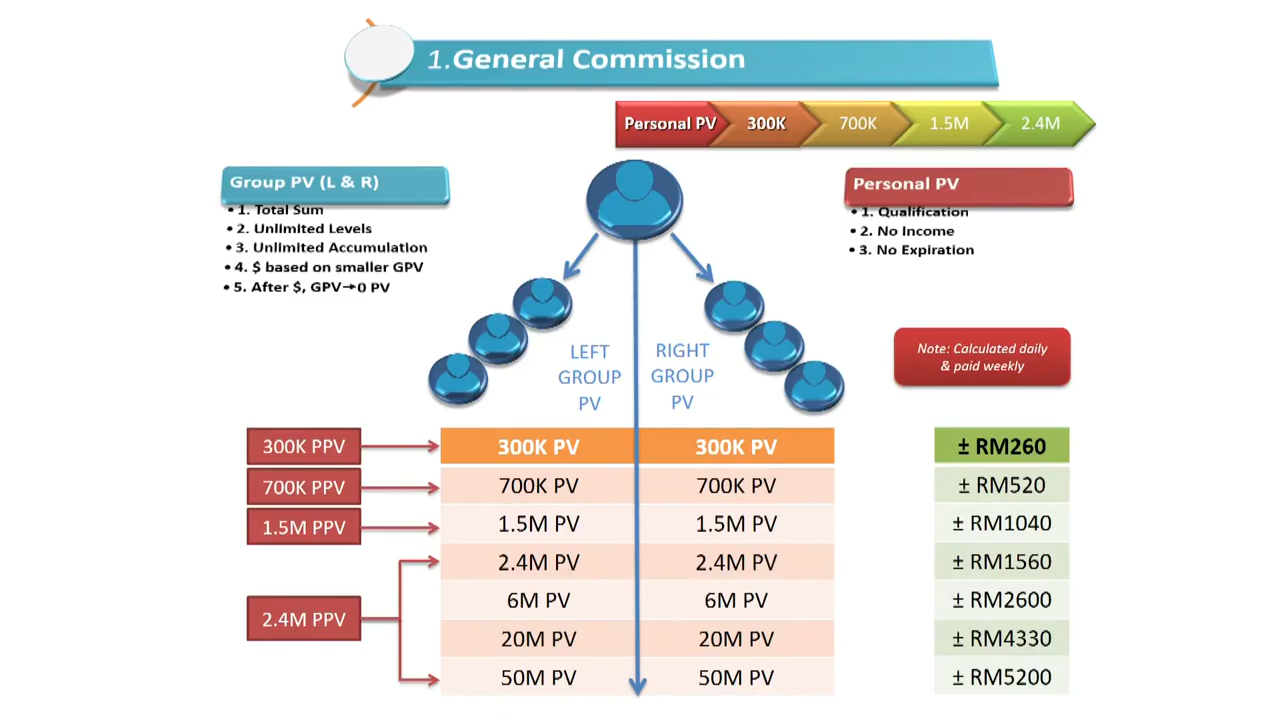 1.General Commission
Personal PV 300K 700K 1.5M 2.4M
Group PV (L & R)
• 1. Total Sum
• 2. Unlimited Levels
• 3. Unlimited Accumulation
• 4. $ based on smaller GPV
• 5. After $, GPV→0 PV
Personal PV
• 1. Qualification
• 2. No Income
• 3. No Expiration
LEFT
GROUP
PV
RIGHT
GROUP
PV
Note: Calculated daily
& paid weekly
300K PPV 300K PV 300K PV ± RM260
700K PPV 700K PV 700K PV ± RM520
1.5M PPV 1.5M PV 1.5M PV ± RM1040
2.4M PV 2.4M PV ± RM1560
6M PV 6M PV ± RM2600
2.4M PPV
20M PV 20M PV ± RM4330
50M PV 50M PV ± RM5200